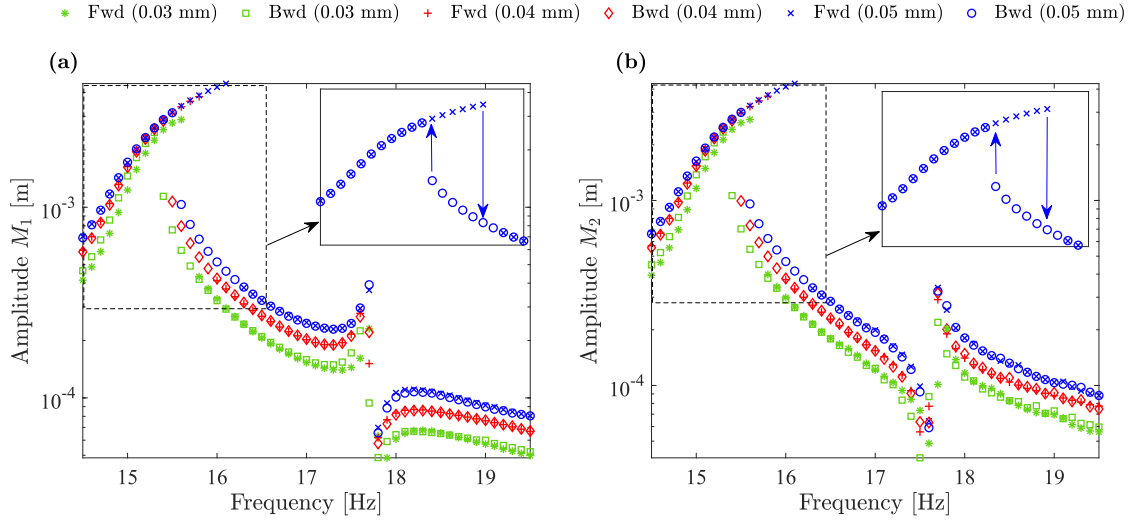 Fwd (0.03 mm) Bwd (0.03 mm) Fwd (0.04 mm) Bwd (0.04 mm) Fwd (0.05 mm) Bwd (0.05 mm)
(a)
Amplitude M₁ [m]
10⁻³
10⁻⁴
15 16 17 18 19
Frequency [Hz]
(b)
Amplitude M₂ [m]
10⁻³
10⁻⁴
15 16 17 18 19
Frequency [Hz]